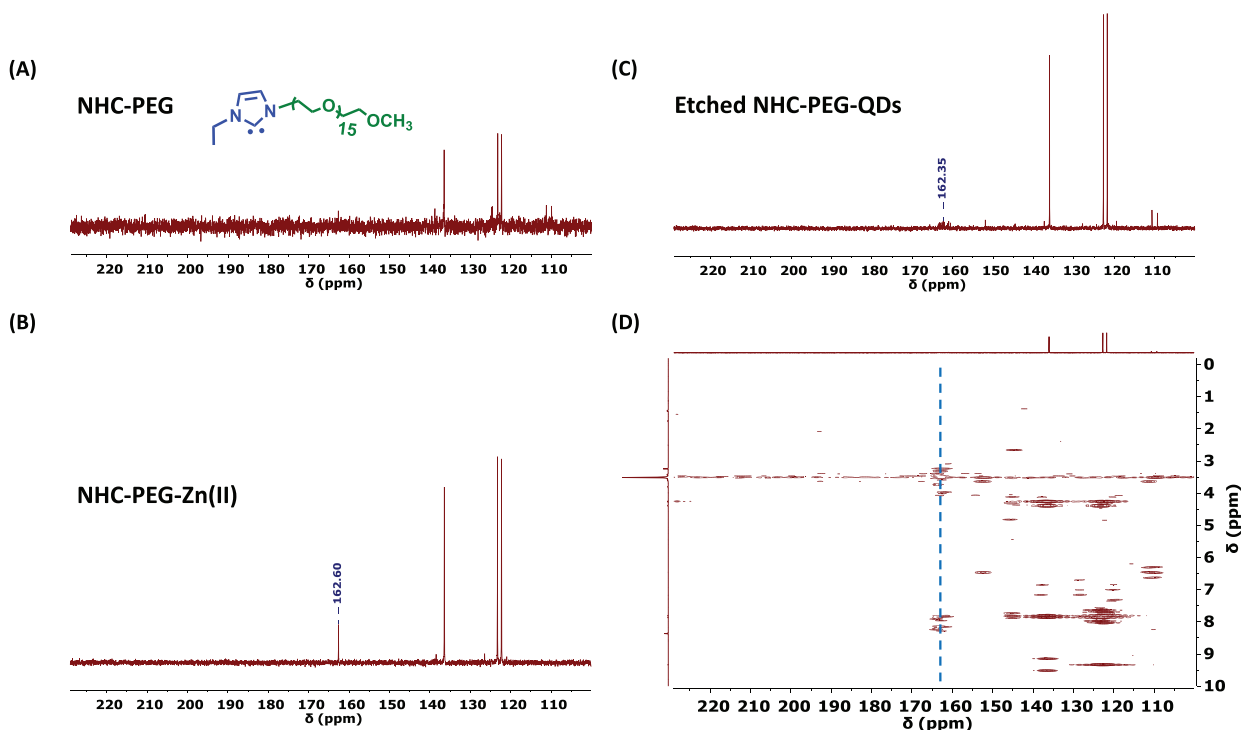 (A)
NHC-PEG
N
N
O
15
OCH3
220 210 200 190 180 170 160 150 140 130 120 110
δ (ppm)
(B)
NHC-PEG-Zn(II)
162.60
220 210 200 190 180 170 160 150 140 130 120 110
δ (ppm)
(C)
Etched NHC-PEG-QDs
162.35
220 210 200 190 180 170 160 150 140 130 120 110
δ (ppm)
(D)
0
1
2
3
4
5
6
7
8
9
10
δ (ppm)
220 210 200 190 180 170 160 150 140 130 120 110
δ (ppm)